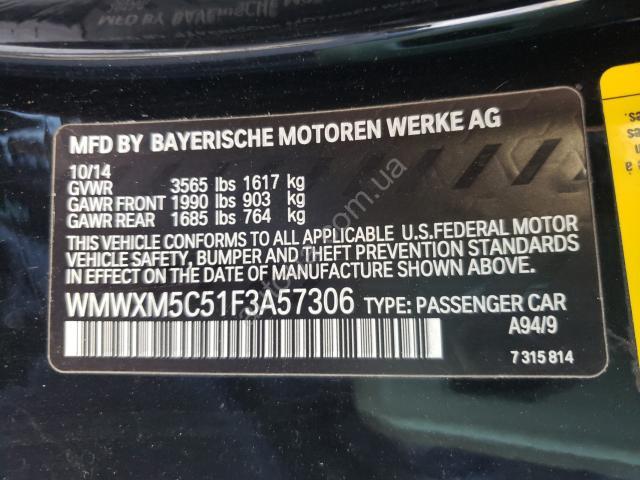 MFD BY BAYERISCHE MOTOREN WERKE AG
10/14
GVWR 3565 lbs 1617 kg
GAWR FRONT 1990 lbs 903 kg
GAWR REAR 1685 lbs 764 kg
THIS VEHICLE CONFORMS TO ALL APPLICABLE U.S.FEDERAL MOTOR
VEHICLE SAFETY, BUMPER AND THEFT PREVENTION STANDARDS
IN EFFECT ON THE DATE OF MANUFACTURE SHOWN ABOVE.
WMWXM5C51F3A57306 TYPE: PASSENGER CAR
A94/9
7 315 814